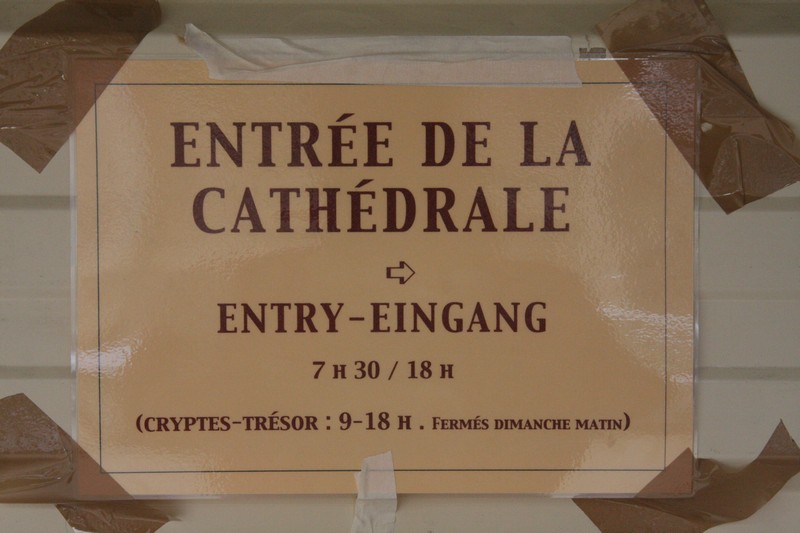 ENTRÉE DE LA
CATHÉDRALE
ENTRY-EINGANG
7 H 30 / 18 H
(CRYPTES-TRÉSOR : 9-18 H . FERMÉS DIMANCHE MATIN)